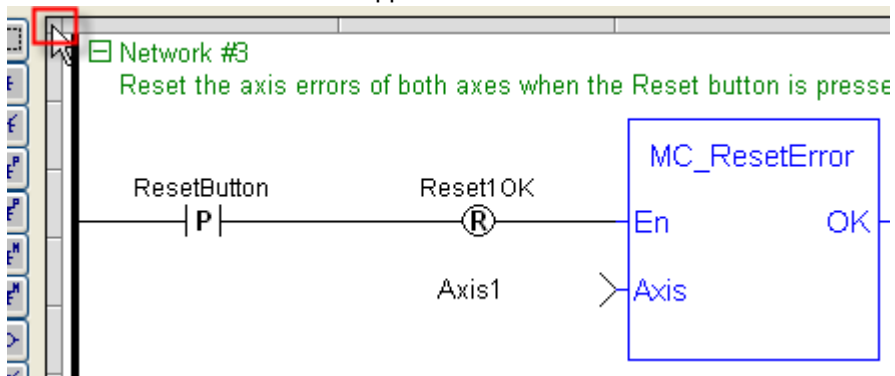 Network #3
Reset the axis errors of both axes when the Reset button is presse
MC_ResetError
ResetButton
Reset1OK
P
R
En
OK
Axis1
Axis